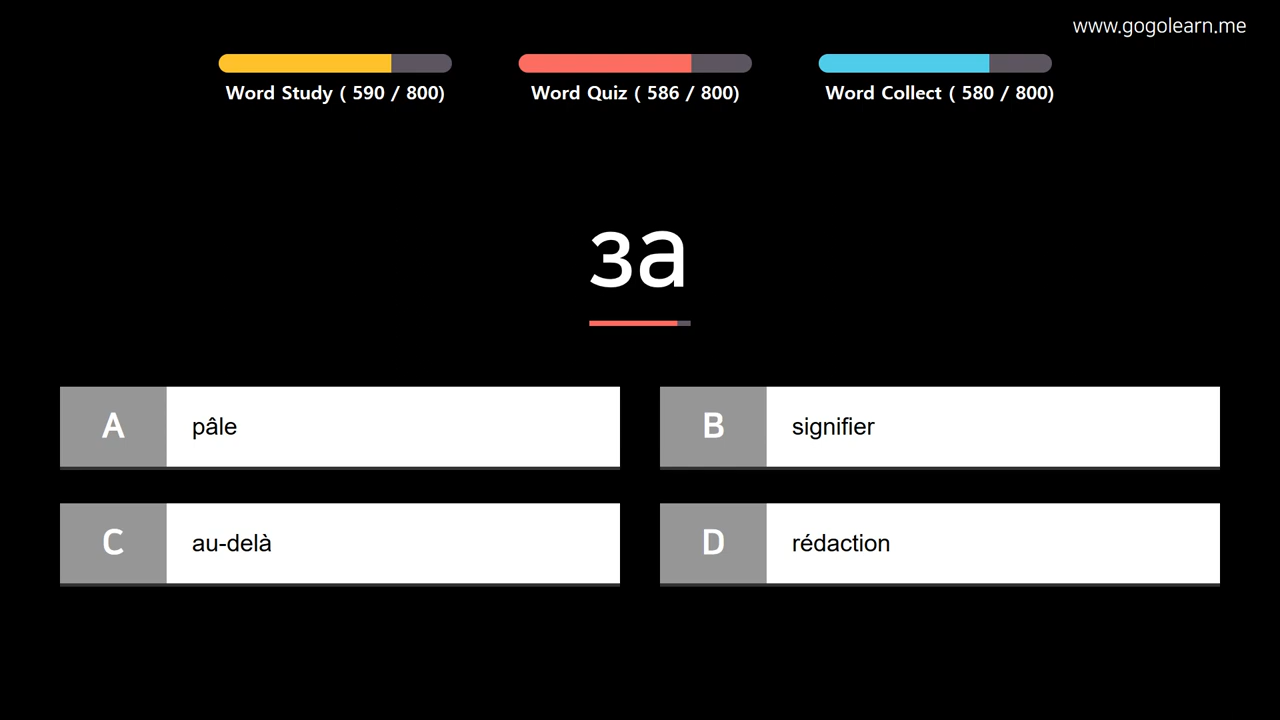 www.gogolearn.me
Word Study ( 590 / 800)
Word Quiz ( 586 / 800)
Word Collect ( 580 / 800)
за
A
pâle
B
signifier
C
au-delà
D
rédaction